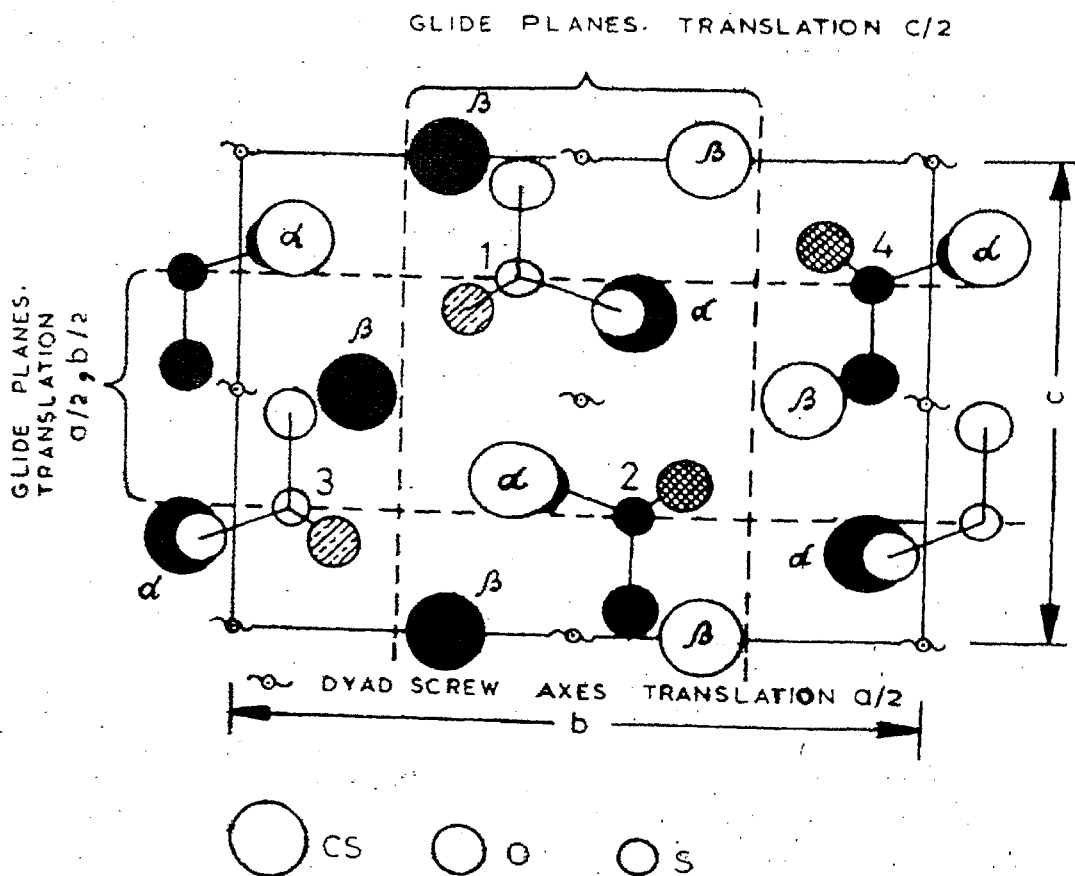 GLIDE PLANES. TRANSLATION C/2
β
β
α
1
4
α
GLIDE PLANES.
TRANSLATION
a/2, b/2
β
α
β
c
3
α
2
α
α
β
β
DYAD SCREW AXES TRANSLATION a/2
b
CS
O
S